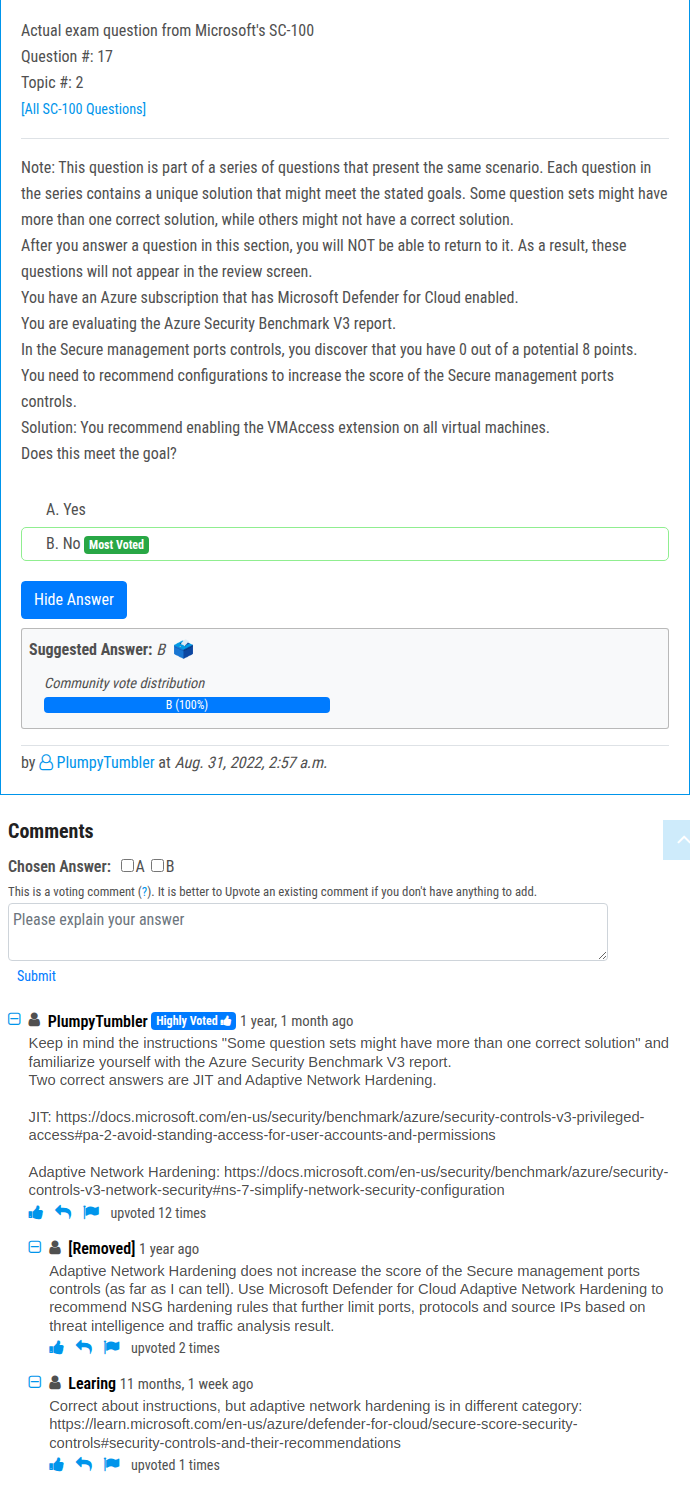 Actual exam question from Microsoft's SC-100
Question #: 17
Topic #: 2
[All SC-100 Questions]
Note: This question is part of a series of questions that present the same scenario. Each question in
the series contains a unique solution that might meet the stated goals. Some question sets might have
more than one correct solution, while others might not have a correct solution.
After you answer a question in this section, you will NOT be able to return to it. As a result, these
questions will not appear in the review screen.
You have an Azure subscription that has Microsoft Defender for Cloud enabled.
You are evaluating the Azure Security Benchmark V3 report.
In the Secure management ports controls, you discover that you have 0 out of a potential 8 points.
You need to recommend configurations to increase the score of the Secure management ports
controls.
Solution: You recommend enabling the VMAccess extension on all virtual machines.
Does this meet the goal?
A. Yes
B. No Most Voted
Hide Answer
Suggested Answer: B
Community vote distribution
B (100%)
by PlumpyTumbler at Aug. 31, 2022, 2:57 a.m.
Comments
Chosen Answer: A B
This is a voting comment (?). It is better to Upvote an existing comment if you don't have anything to add.
Please explain your answer
Submit
PlumpyTumbler Highly Voted 1 year, 1 month ago
Keep in mind the instructions "Some question sets might have more than one correct solution" and
familiarize yourself with the Azure Security Benchmark V3 report.
Two correct answers are JIT and Adaptive Network Hardening.
JIT: https://docs.microsoft.com/en-us/security/benchmark/azure/security-controls-v3-privileged-
access#pa-2-avoid-standing-access-for-user-accounts-and-permissions
Adaptive Network Hardening: https://docs.microsoft.com/en-us/security/benchmark/azure/security-
controls-v3-network-security#ns-7-simplify-network-security-configuration
upvoted 12 times
[Removed] 1 year ago
Adaptive Network Hardening does not increase the score of the Secure management ports
controls (as far as I can tell). Use Microsoft Defender for Cloud Adaptive Network Hardening to
recommend NSG hardening rules that further limit ports, protocols and source IPs based on
threat intelligence and traffic analysis result.
upvoted 2 times
Learing 11 months, 1 week ago
Correct about instructions, but adaptive network hardening is in different category:
https://learn.microsoft.com/en-us/azure/defender-for-cloud/secure-score-security-
controls#security-controls-and-their-recommendations
upvoted 1 times